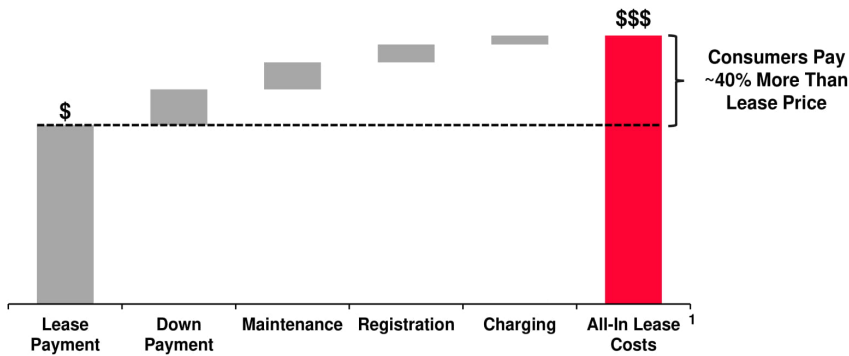 $$$
Consumers Pay
~40% More Than
Lease Price
$
Lease
Payment
Down
Payment
Maintenance
Registration
Charging
All-In Lease 1
Costs